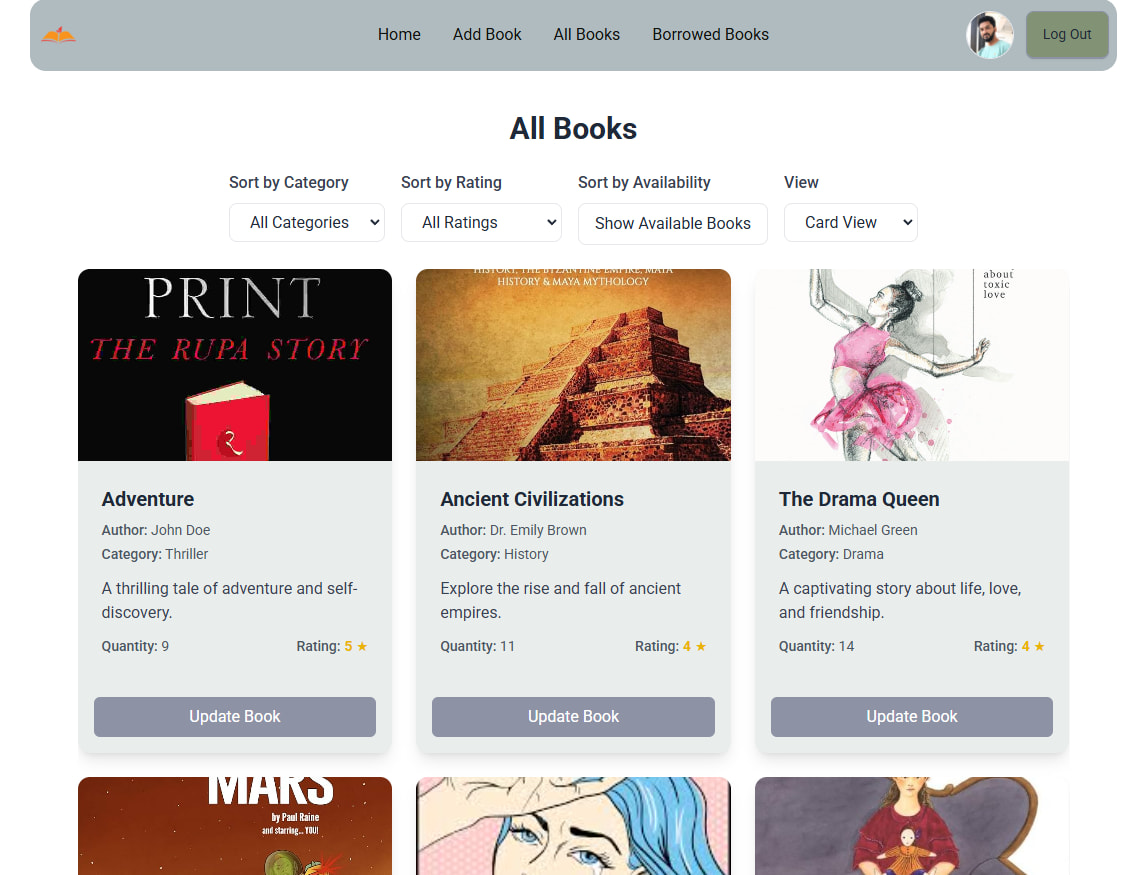 Home Add Book All Books Borrowed Books Log Out
All Books
Sort by Category Sort by Rating Sort by Availability View
All Categories All Ratings Show Available Books Card View
PRINT
THE RUPA STORY
HISTORY, THE BYZANTINE EMPIRE, MAYA
HISTORY & MAYA MYTHOLOGY
about
toxic
love
Adventure
Author: John Doe
Category: Thriller
A thrilling tale of adventure and self-
discovery.
Quantity: 9 Rating: 5 ★
Update Book
Ancient Civilizations
Author: Dr. Emily Brown
Category: History
Explore the rise and fall of ancient
empires.
Quantity: 11 Rating: 4 ★
Update Book
The Drama Queen
Author: Michael Green
Category: Drama
A captivating story about life, love,
and friendship.
Quantity: 14 Rating: 4 ★
Update Book
MARS
by Paul Raine
and starring... YOU!